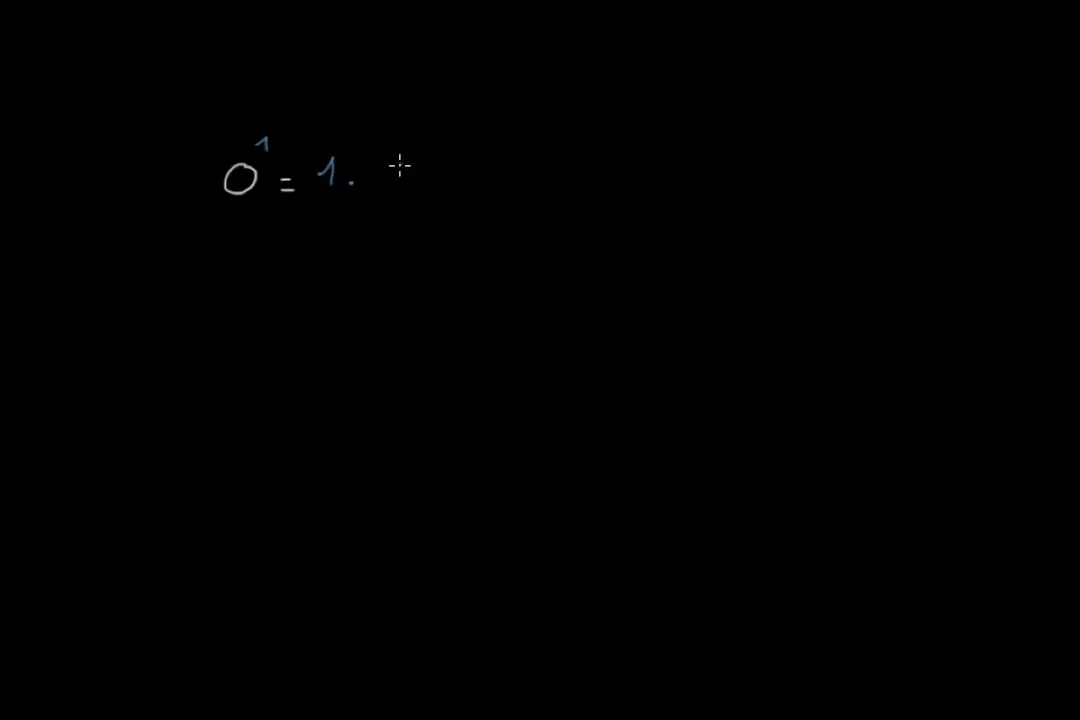 0¹ = 1.